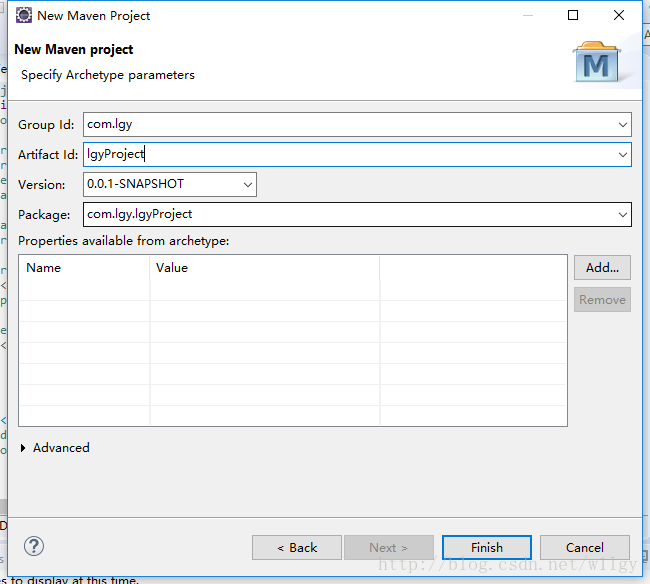 New Maven Project
New Maven project
Specify Archetype parameters
M
Group Id: com.lgy
Artifact Id: lgyProject
Version: 0.0.1-SNAPSHOT
Package: com.lgy.lgyProject
Properties available from archetype:
Name Value
Add...
Remove
Advanced
? < Back Next > Finish Cancel
http://blog.csdn.net/wllgy
es to display at this time.